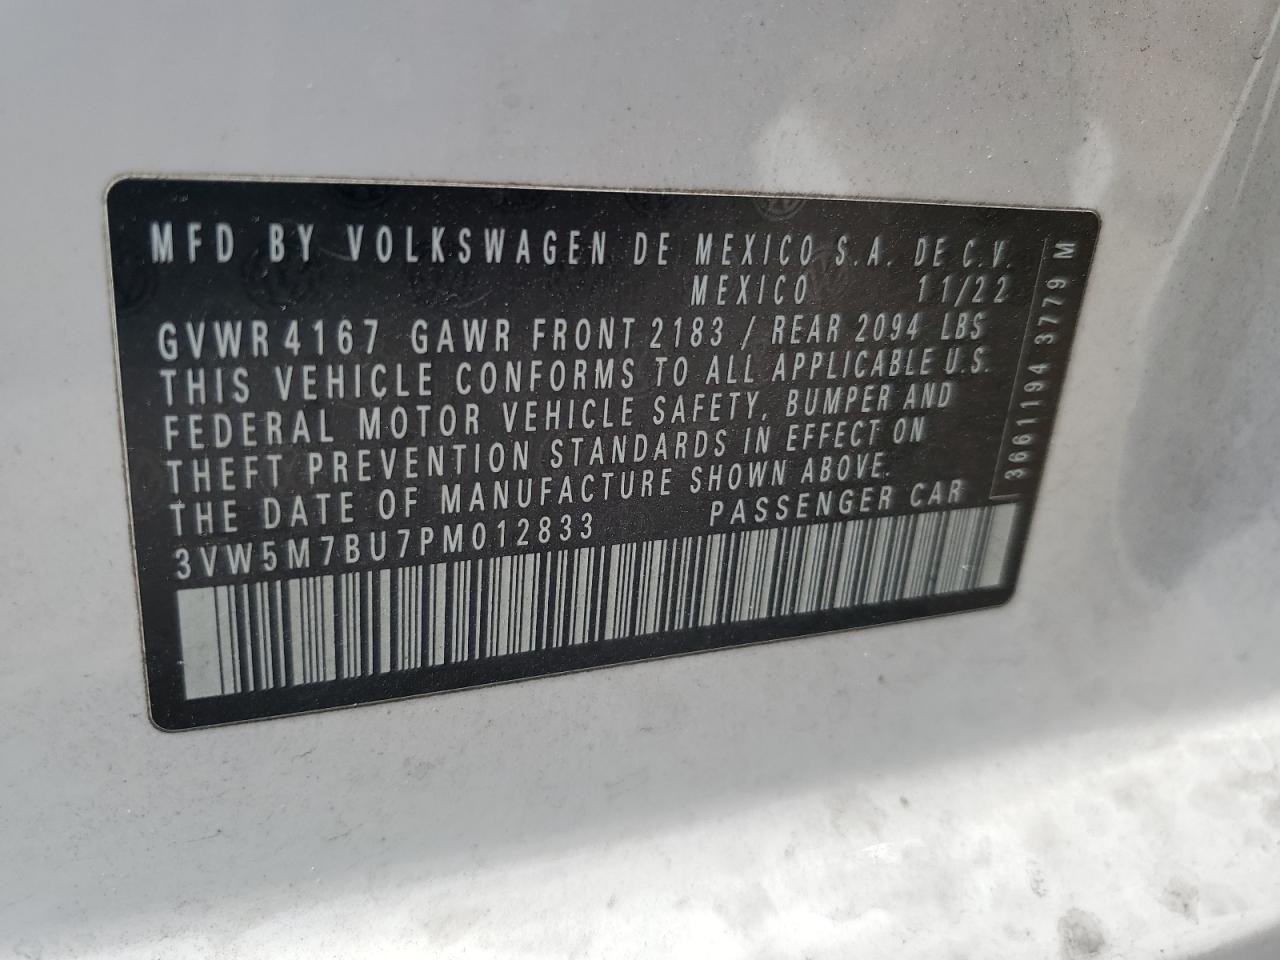 MFD BY VOLKSWAGEN DE MEXICO S.A. DE C.V.
MEXICO 11/22
GVWR 4167 GAWR FRONT 2183 / REAR 2094 LBS
THIS VEHICLE CONFORMS TO ALL APPLICABLE U.S.
FEDERAL MOTOR VEHICLE SAFETY, BUMPER AND
THEFT PREVENTION STANDARDS IN EFFECT ON
THE DATE OF MANUFACTURE SHOWN ABOVE.
3VW5M7BU7PM012833 PASSENGER CAR
3661194 3779 M